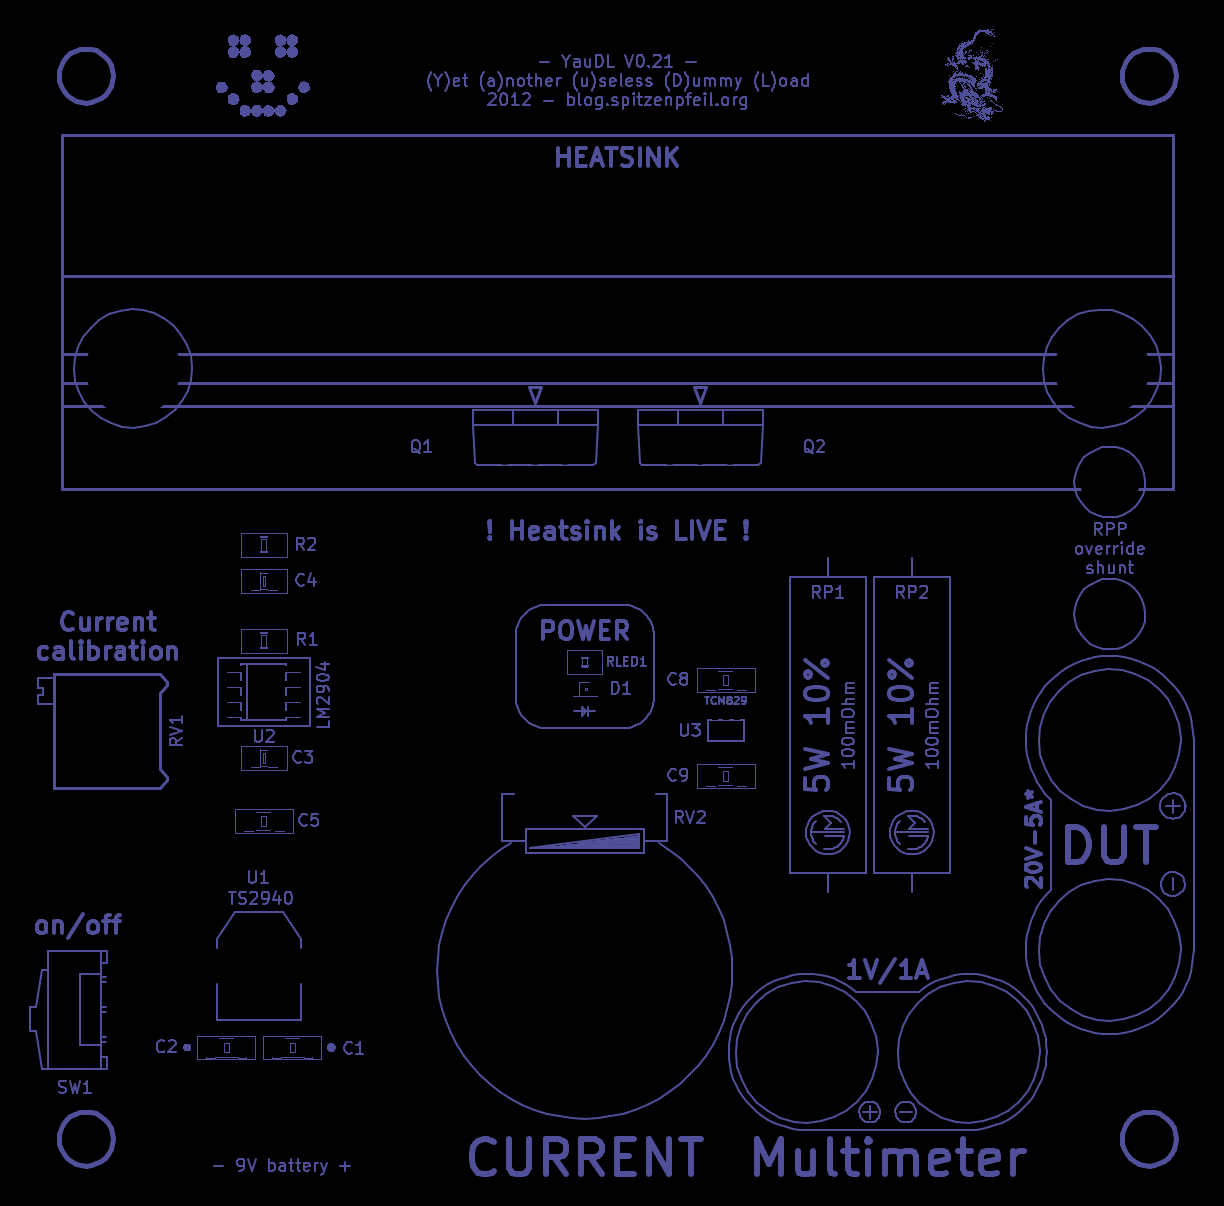 - YauDL V0.21 -
(Y)et (a)nother (u)seless (D)ummy (L)oad
2012 - blog.spitzenpfeil.org
HEATSINK
Q1
Q2
! Heatsink is LIVE !
RPP
override
shunt
R2
C4
RP1
RP2
Current
calibration
R1
POWER
RLED1
D1
C8
TCM829
U3
C9
5W 10%
100mOhm
5W 10%
100mOhm
RV1
LM2904
U2
C3
C5
RV2
20V-5A*
DUT
+
-
U1
TS2940
on/off
1V/1A
C2
C1
SW1
+ -
- 9V battery +
CURRENT
Multimeter